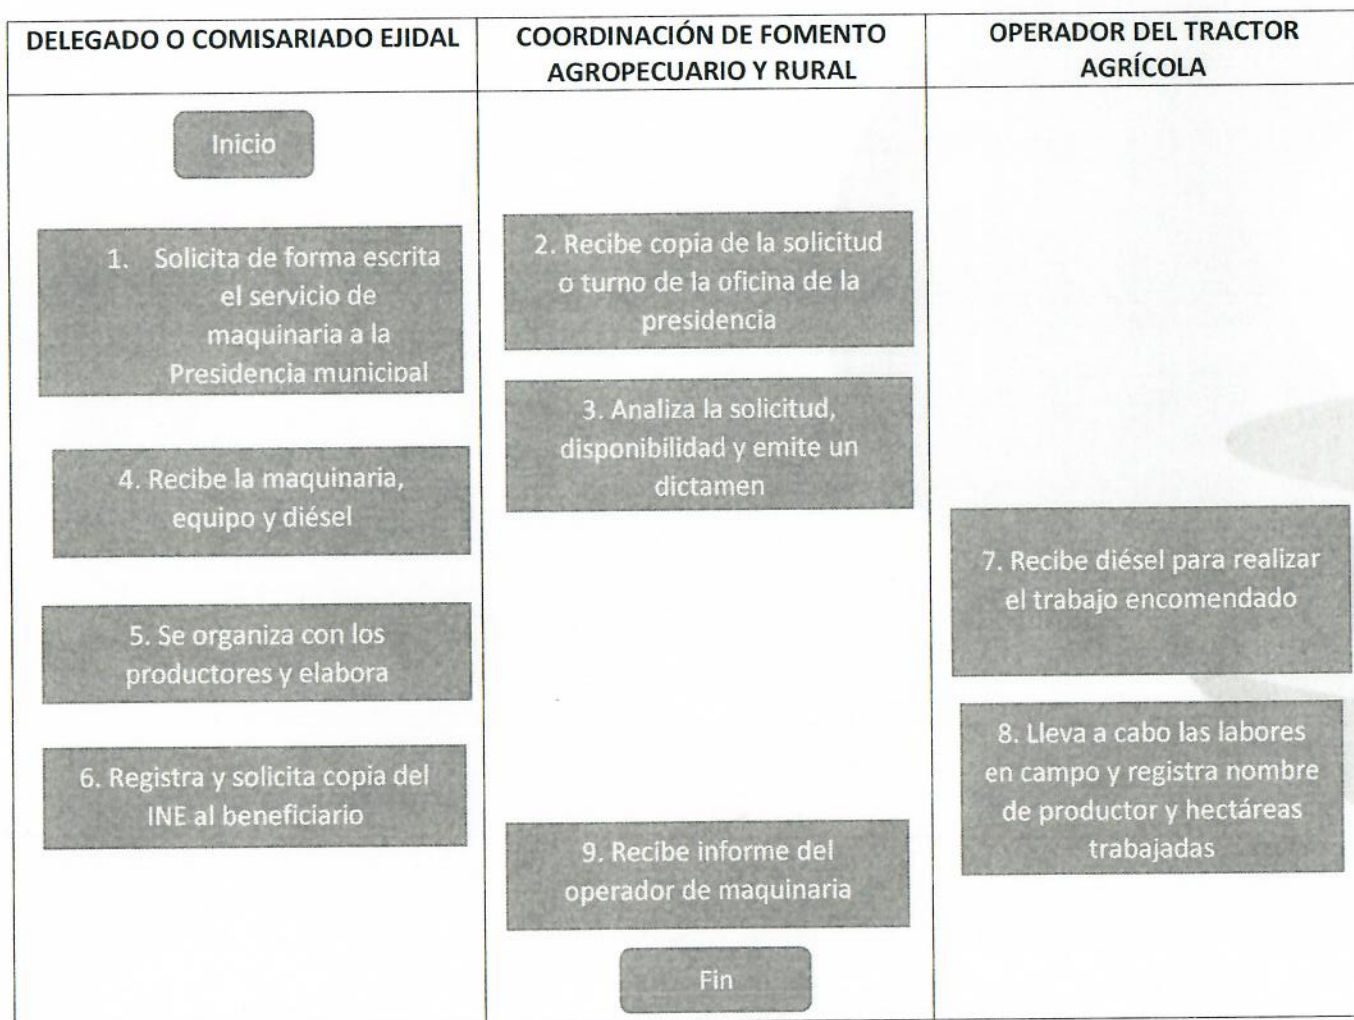 DELEGADO O COMISARIADO EJIDAL
COORDINACIÓN DE FOMENTO
AGROPECUARIO Y RURAL
OPERADOR DEL TRACTOR
AGRÍCOLA
Inicio
1. Solicita de forma escrita
el servicio de
maquinaria a la
Presidencia municipal
2. Recibe copia de la solicitud
o turno de la oficina de la
presidencia
3. Analiza la solicitud,
disponibilidad y emite un
dictamen
4. Recibe la maquinaria,
equipo y diésel
5. Se organiza con los
productores y elabora
6. Registra y solicita copia del
INE al beneficiario
7. Recibe diésel para realizar
el trabajo encomendado
8. Lleva a cabo las labores
en campo y registra nombre
de productor y hectáreas
trabajadas
9. Recibe informe del
operador de maquinaria
Fin